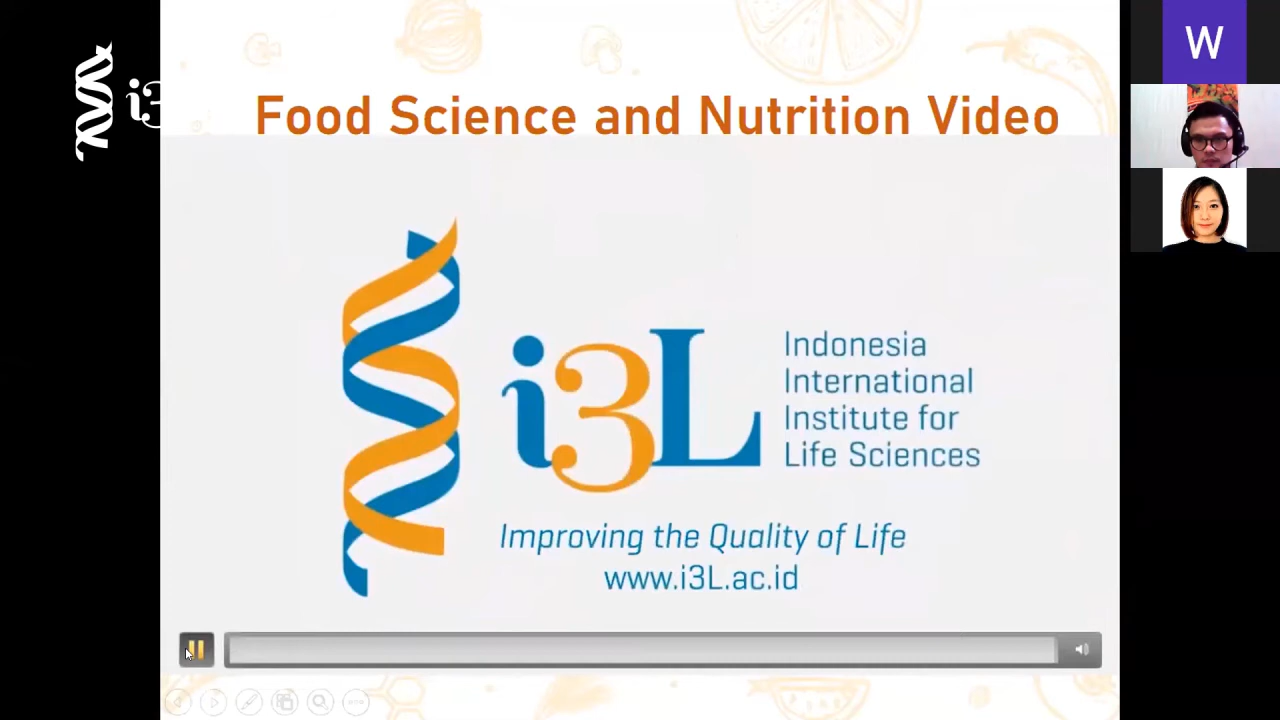 i3
Food Science and Nutrition Video
i3L
Indonesia
International
Institute for
Life Sciences
Improving the Quality of Life
www.i3L.ac.id
W